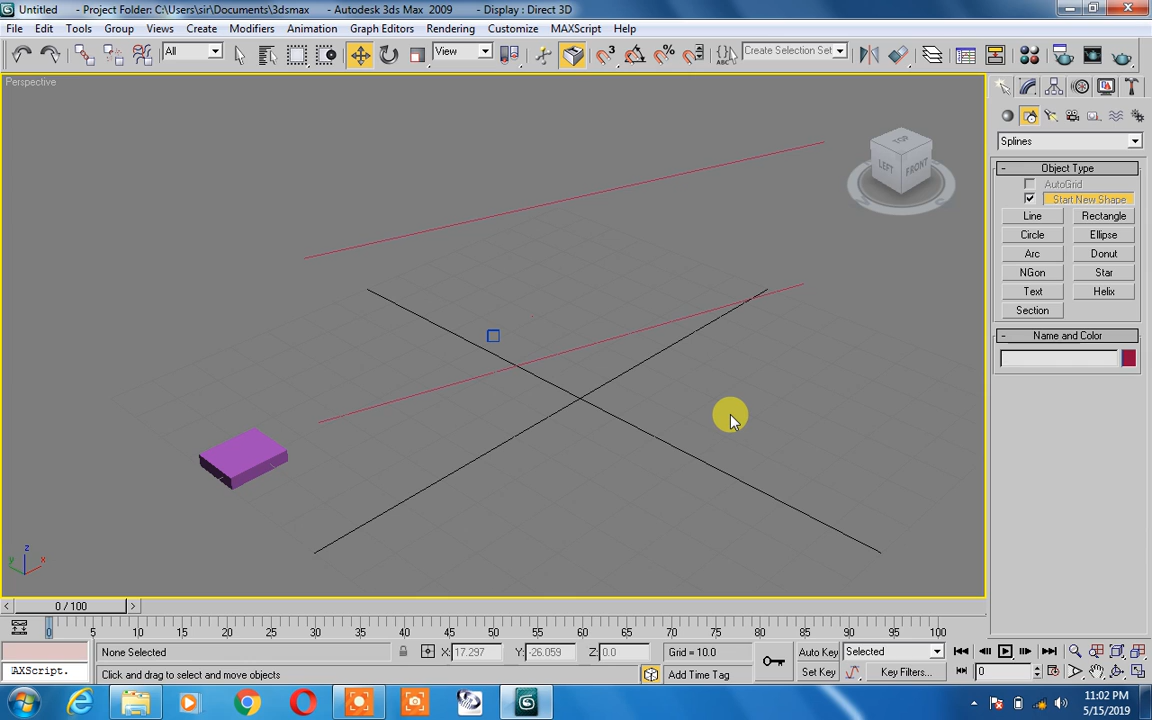 Untitled - Project Folder: C:\Users\sir\Documents\3dsmax - Autodesk 3ds Max 2009 - Display : Direct 3D
File Edit Tools Group Views Create Modifiers Animation Graph Editors Rendering Customize MAXScript Help
All View 3 % ABC Create Selection Set
Perspective
TOP
LEFT FRONT
Splines
- Object Type
AutoGrid
Start New Shape
Line Rectangle
Circle Ellipse
Arc Donut
NGon Star
Text Helix
Section
- Name and Color
z
y x
< 0 / 100 >
0 5 10 15 20 25 30 35 40 45 50 55 60 65 70 75 80 85 90 95 100
None Selected X: 17.297 Y: -26.059 Z: 0.0 Grid = 10.0 Auto Key Selected
AXScript. Click and drag to select and move objects Add Time Tag Set Key Key Filters... 0
11:02 PM
5/15/2019